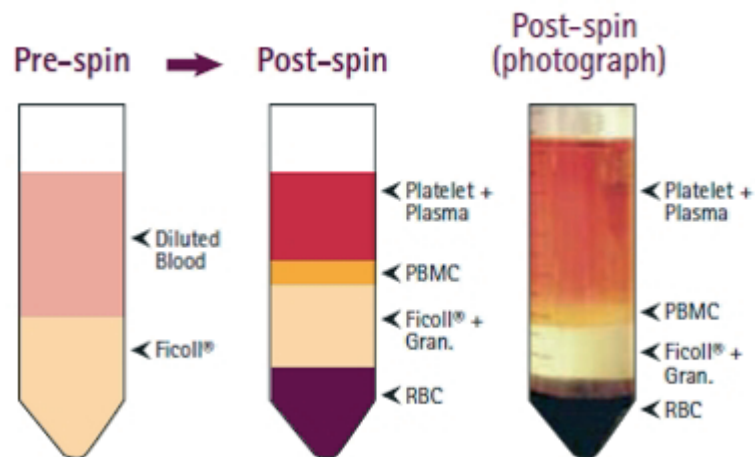 Pre-spin
Post-spin
Post-spin
(photograph)
Diluted
Blood
Ficoll®
Platelet +
Plasma
PBMC
Ficoll® +
Gran.
RBC
Platelet +
Plasma
PBMC
Ficoll® +
Gran.
RBC